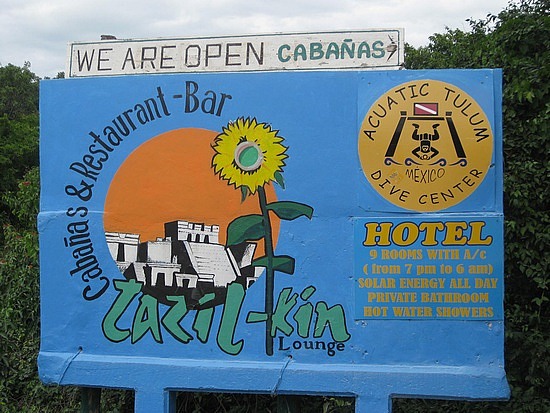 WE ARE OPEN CABAÑAS
Cabañas & Restaurant-Bar
tazil-kin
Lounge
ACUATIC TULUM
MÉXICO
DIVE CENTER
HOTEL
9 ROOMS WITH A/C
( from 7 pm to 6 am)
SOLAR ENERGY ALL DAY
PRIVATE BATHROOM
HOT WATER SHOWERS